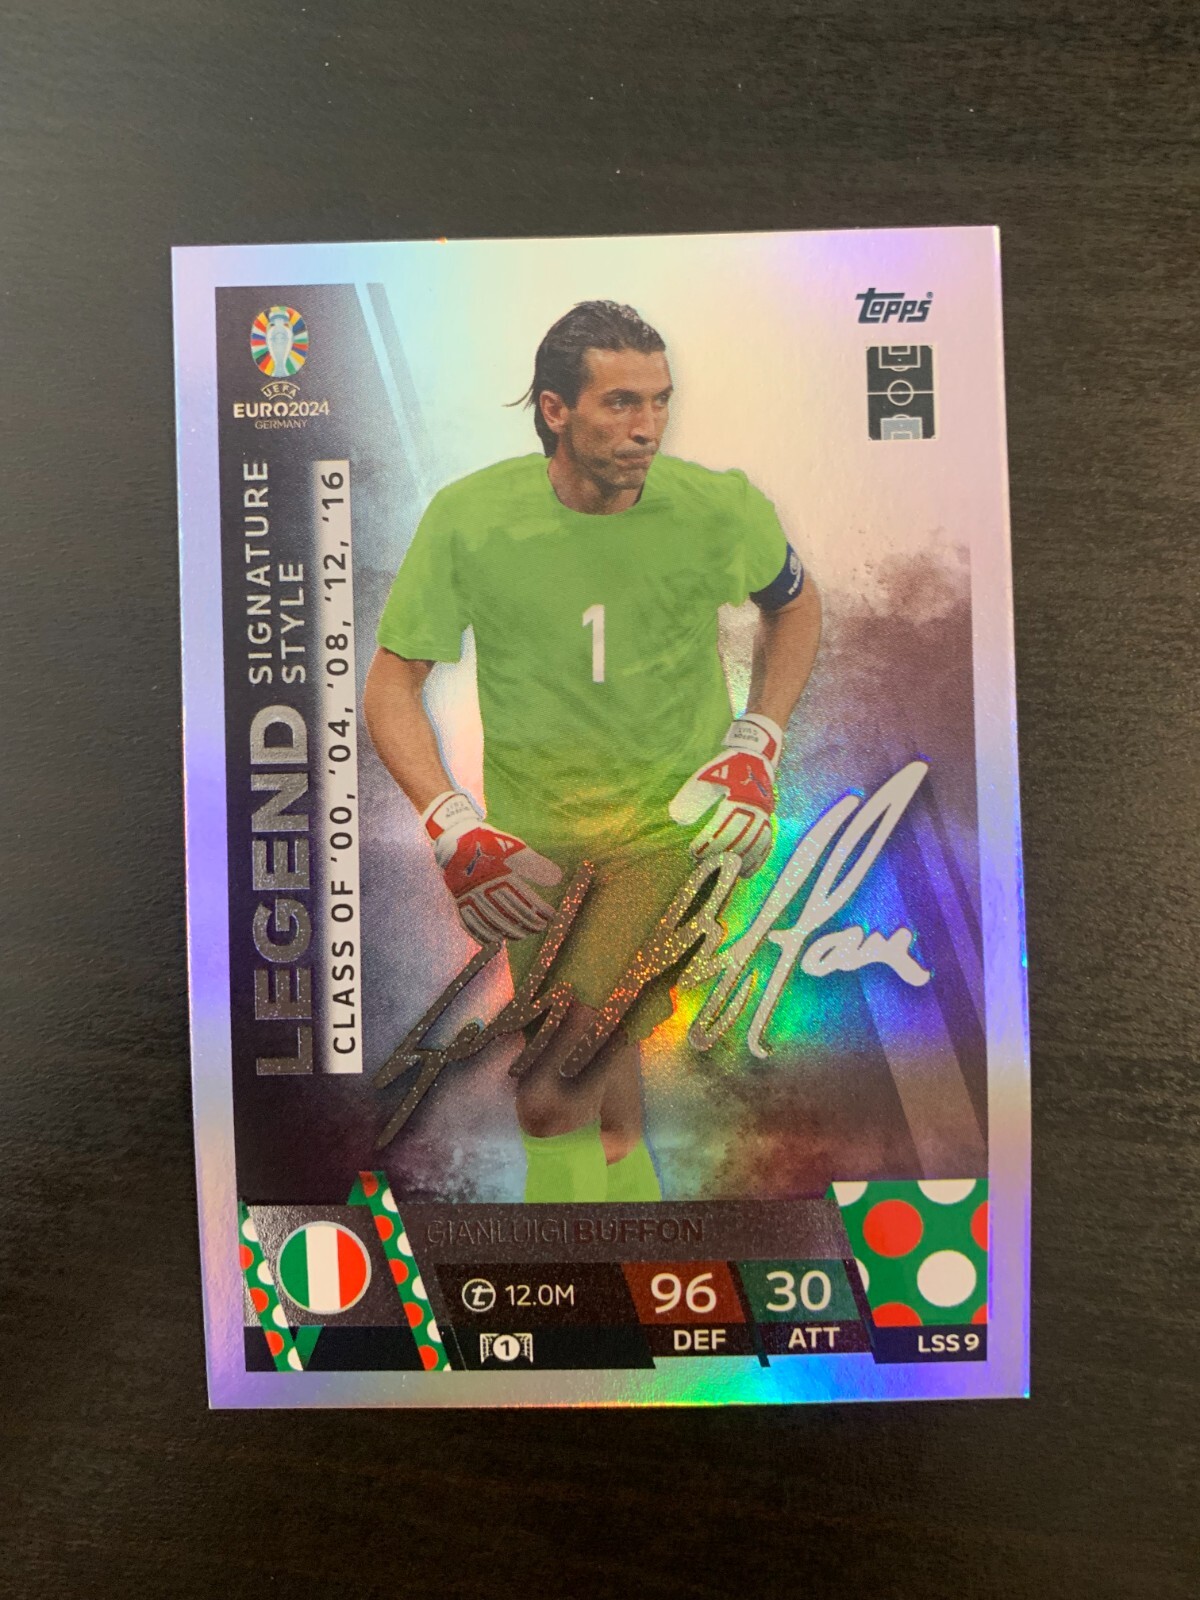 topps
UEFA
EURO2024
GERMANY
LEGEND SIGNATURE STYLE
CLASS OF '00, '04, '08, '12, '16
1
Buffon
GIANLUIGI BUFFON
t 12.0M
96
30
1
DEF
ATT
LSS 9